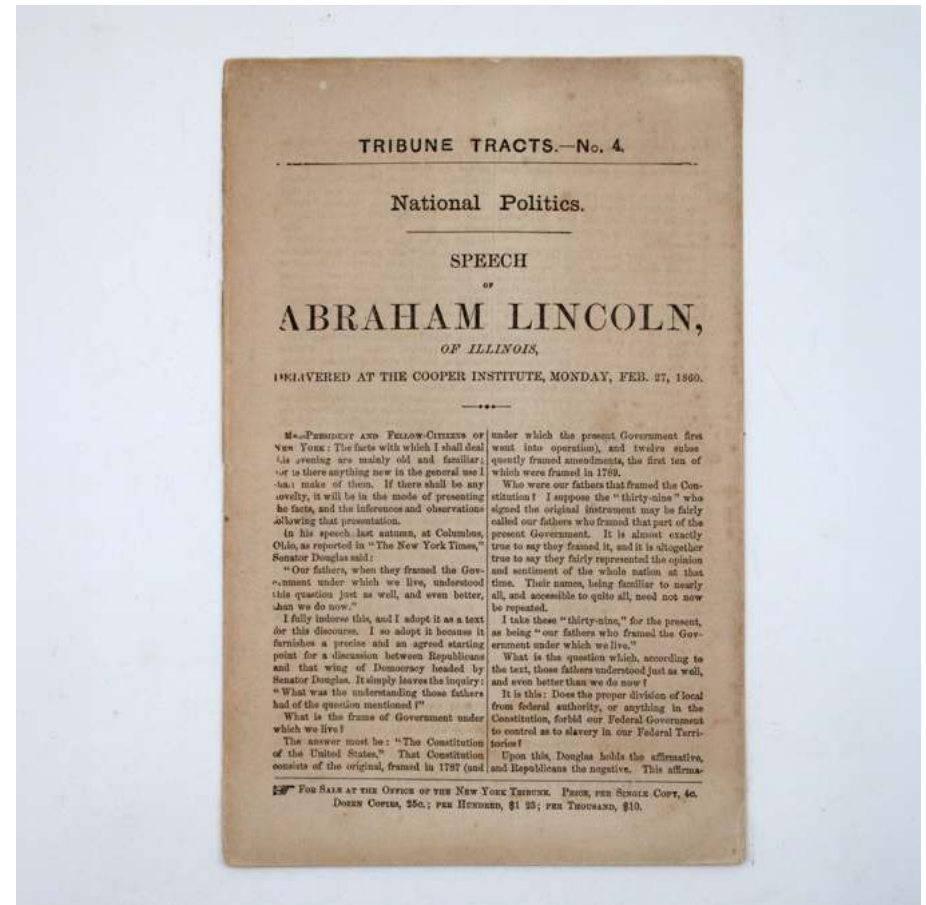 TRIBUNE TRACTS.—No. 4.
National Politics.
SPEECH
OF
ABRAHAM LINCOLN,
OF ILLINOIS,
DELIVERED AT THE COOPER INSTITUTE, MONDAY, FEB. 27, 1860.
PRESIDENT AND FELLOW-CITIZENS OF
NEW YORK: The facts with which I shall deal
evening are mainly old and familiar;
is there anything new in the general use I
make of them. If there shall be any
novelty, it will be in the mode of presenting
he facts, and the inferences and observations
ollowing that presentation.
In his speech last autumn, at Columbus,
Ohio, as reported in "The New York Times,"
Senator Douglas said:
"Our fathers, when they framed the Gov-
ernment under which we live, understood
this question just as well, and even better,
than we do now."
I fully indorse this, and I adopt it as a text
for this discourse. I so adopt it because it
furnishes a precise and an agreed starting
point for a discussion between Republicans
and that wing of Democracy headed by
Senator Douglas. It simply leaves the inquiry:
"What was the understanding those fathers
had of the question mentioned?"
What is the frame of Government under
which we live?
The answer must be: "The Constitution
of the United States." That Constitution
consists of the original, framed in 1787 (and
under which the present Government first
went into operation), and twelve subse
quently framed amendments, the first ten of
which were framed in 1789.
Who were our fathers that framed the Con-
stitution? I suppose the "thirty-nine" who
signed the original instrument may be fairly
called our fathers who framed that part of the
present Government. It is almost exactly
true to say they framed it, and it is altogether
true to say they fairly represented the opinion
and sentiment of the whole nation at that
time. Their names, being familiar to nearly
all, and accessible to quite all, need not now
be repeated.
I take these "thirty-nine," for the present,
as being "our fathers who framed the Gov-
ernment under which we live."
What is the question which, according to
the text, those fathers understood just as well,
and even better than we do now?
It is this: Does the proper division of local
from federal authority, or anything in the
Constitution, forbid our Federal Government
to control as to slavery in our Federal Terri-
tories?
Upon this, Douglas holds the affirmative,
and Republicans the negative. This affirma-
☞ FOR SALE AT THE OFFICE OF THE NEW YORK TRIBUNE. PRICE, PER SINGLE COPY, 4c.
DOZEN COPIES, 25c.; PER HUNDRED, $1 25; PER THOUSAND, $10.